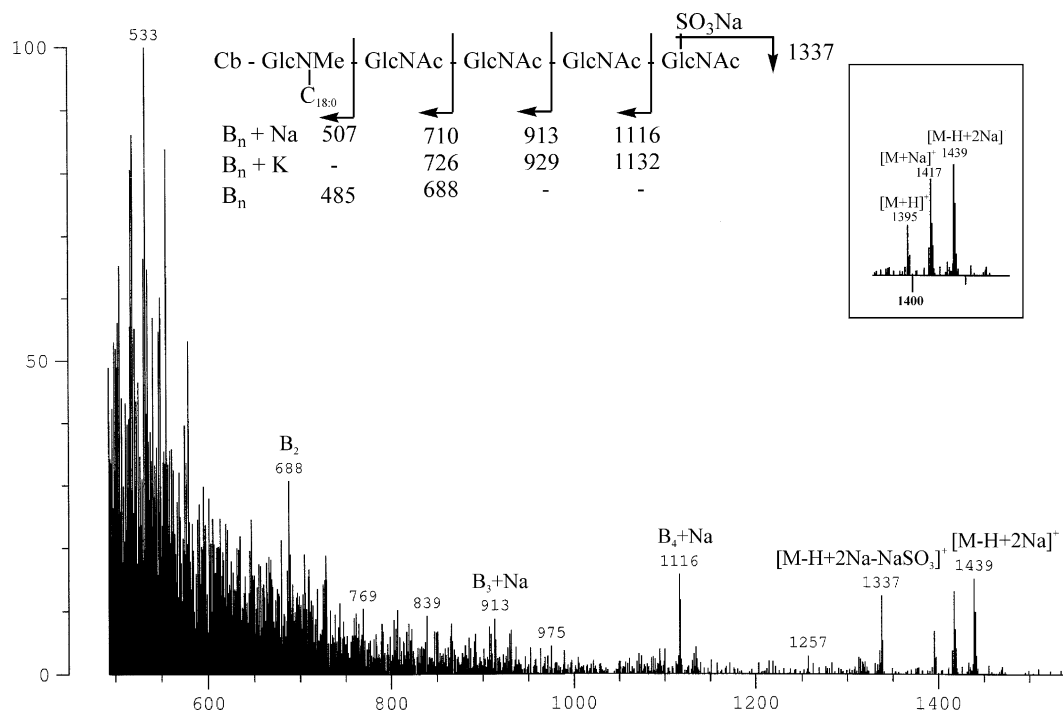 SO3Na
Cb - GlcNMe - GlcNAc - GlcNAc - GlcNAc - GlcNAc
1337
C18:0
Bn + Na 507 710 913 1116
Bn + K - 726 929 1132
Bn 485 688 - -
[M-H+2Na]
1439
[M+Na]+
1417
[M+H]+
1395
1400
100
50
0
533
B2
688
769
839
B3+Na
913
975
B4+Na
1116
1257
[M-H+2Na-NaSO3]+
1337
[M-H+2Na]+
1439
600 800 1000 1200 1400